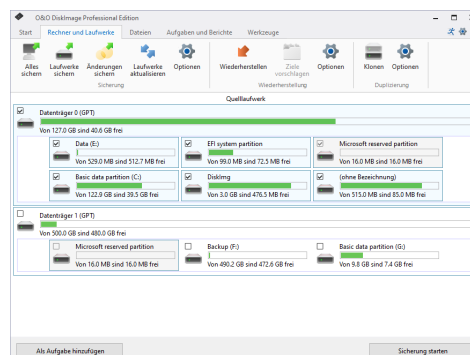 O&O DiskImage Professional Edition
Start Rechner und Laufwerke Dateien Aufgaben und Berichte Werkzeuge
Alles sichern Laufwerke sichern Änderungen sichern Laufwerke aktualisieren Optionen Wiederherstellen Ziele vorschlagen Optionen Klonen Optionen
Sicherung Wiederherstellung Duplizierung
Quelllaufwerk
Datenträger 0 (GPT)
Von 127.0 GB sind 40.6 GB frei
Data (E:) EFI system partition Microsoft reserved partition
Von 529.0 MB sind 512.7 MB frei Von 99.0 MB sind 72.5 MB frei Von 16.0 MB sind 16.0 MB frei
Basic data partition (C:) DiskImg (ohne Bezeichnung)
Von 122.9 GB sind 39.5 GB frei Von 3.0 GB sind 476.5 MB frei Von 515.0 MB sind 85.0 MB frei
Datenträger 1 (GPT)
Von 500.0 GB sind 480.0 GB frei
Microsoft reserved partition Backup (F:) Basic data partition (G:)
Von 16.0 MB sind 16.0 MB frei Von 490.2 GB sind 472.6 GB frei Von 9.8 GB sind 7.4 GB frei
Als Aufgabe hinzufügen Sicherung starten